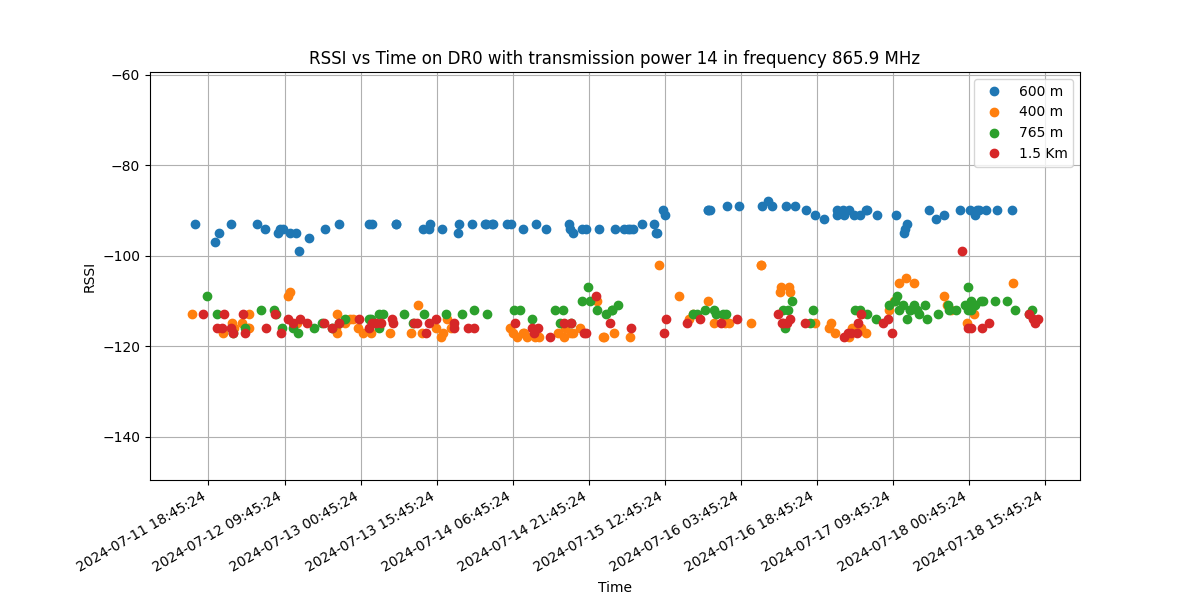 RSSI vs Time on DR0 with transmission power 14 in frequency 865.9 MHz
−60
−80
−100
−120
−140
RSSI
600 m
400 m
765 m
1.5 Km
2024-07-11 18:45:24
2024-07-12 09:45:24
2024-07-13 00:45:24
2024-07-13 15:45:24
2024-07-14 06:45:24
2024-07-14 21:45:24
2024-07-15 12:45:24
2024-07-16 03:45:24
2024-07-16 18:45:24
2024-07-17 09:45:24
2024-07-18 00:45:24
2024-07-18 15:45:24
Time